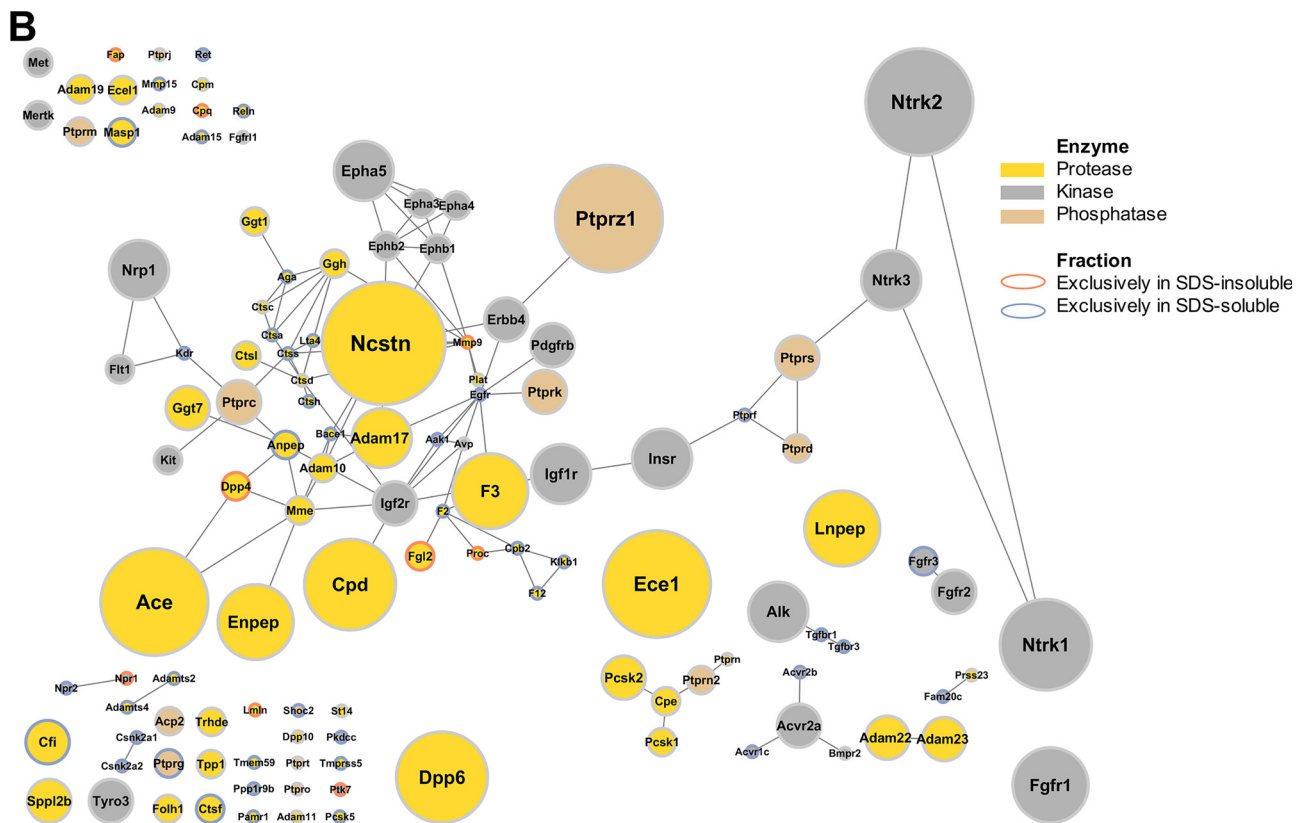 B
Met
Fap
Ptprj
Ret
Adam19
Ecel1
Mmp15
Cpm
Mertk
Adam9
Cpq
Reln
Ptprm
Masp1
Adam15
Fgfrl1
Ntrk2
Enzyme
Protease
Kinase
Phosphatase
Fraction
Exclusively in SDS-insoluble
Exclusively in SDS-soluble
Epha5
Epha3
Epha4
Ptprz1
Ggt1
Ephb2
Ephb1
Nrp1
Ggh
Aga
Ntrk3
Ctsc
Erbb4
Ctsa
Lta4
Ncstn
Mmp9
Pdgfrb
Kdr
Ctsl
Ctss
Ptprs
Flt1
Ctsd
Plat
Ptprk
Egfr
Ggt7
Ptprc
Ctsh
Ptprf
Bace1
Adam17
Anpep
Aak1
Avp
Ptprd
Kit
Adam10
Insr
Igf1r
Dpp4
F3
Igf2r
Mme
F2
Lnpep
Fgl2
Proc
Cpb2
Klkb1
Fgfr3
Cpd
Ece1
Fgfr2
F12
Ace
Enpep
Alk
Tgfbr1
Tgfbr3
Ntrk1
Ptprn
Npr1
Adamts2
Npr2
Pcsk2
Ptprn2
Acvr2b
Prss23
Cpe
Fam20c
Adamts4
Lmln
Shoc2
St14
Acp2
Trhde
Acvr2a
Cfi
Csnk2a1
Dpp10
Pkdcc
Pcsk1
Adam22
Adam23
Acvr1c
Bmpr2
Csnk2a2
Ptprg
Tpp1
Tmem59
Ptprt
Tmprss5
Dpp6
Fgfr1
Ppp1r9b
Ptpro
Ptk7
Sppl2b
Tyro3
Folh1
Ctsf
Pamr1
Adam11
Pcsk5